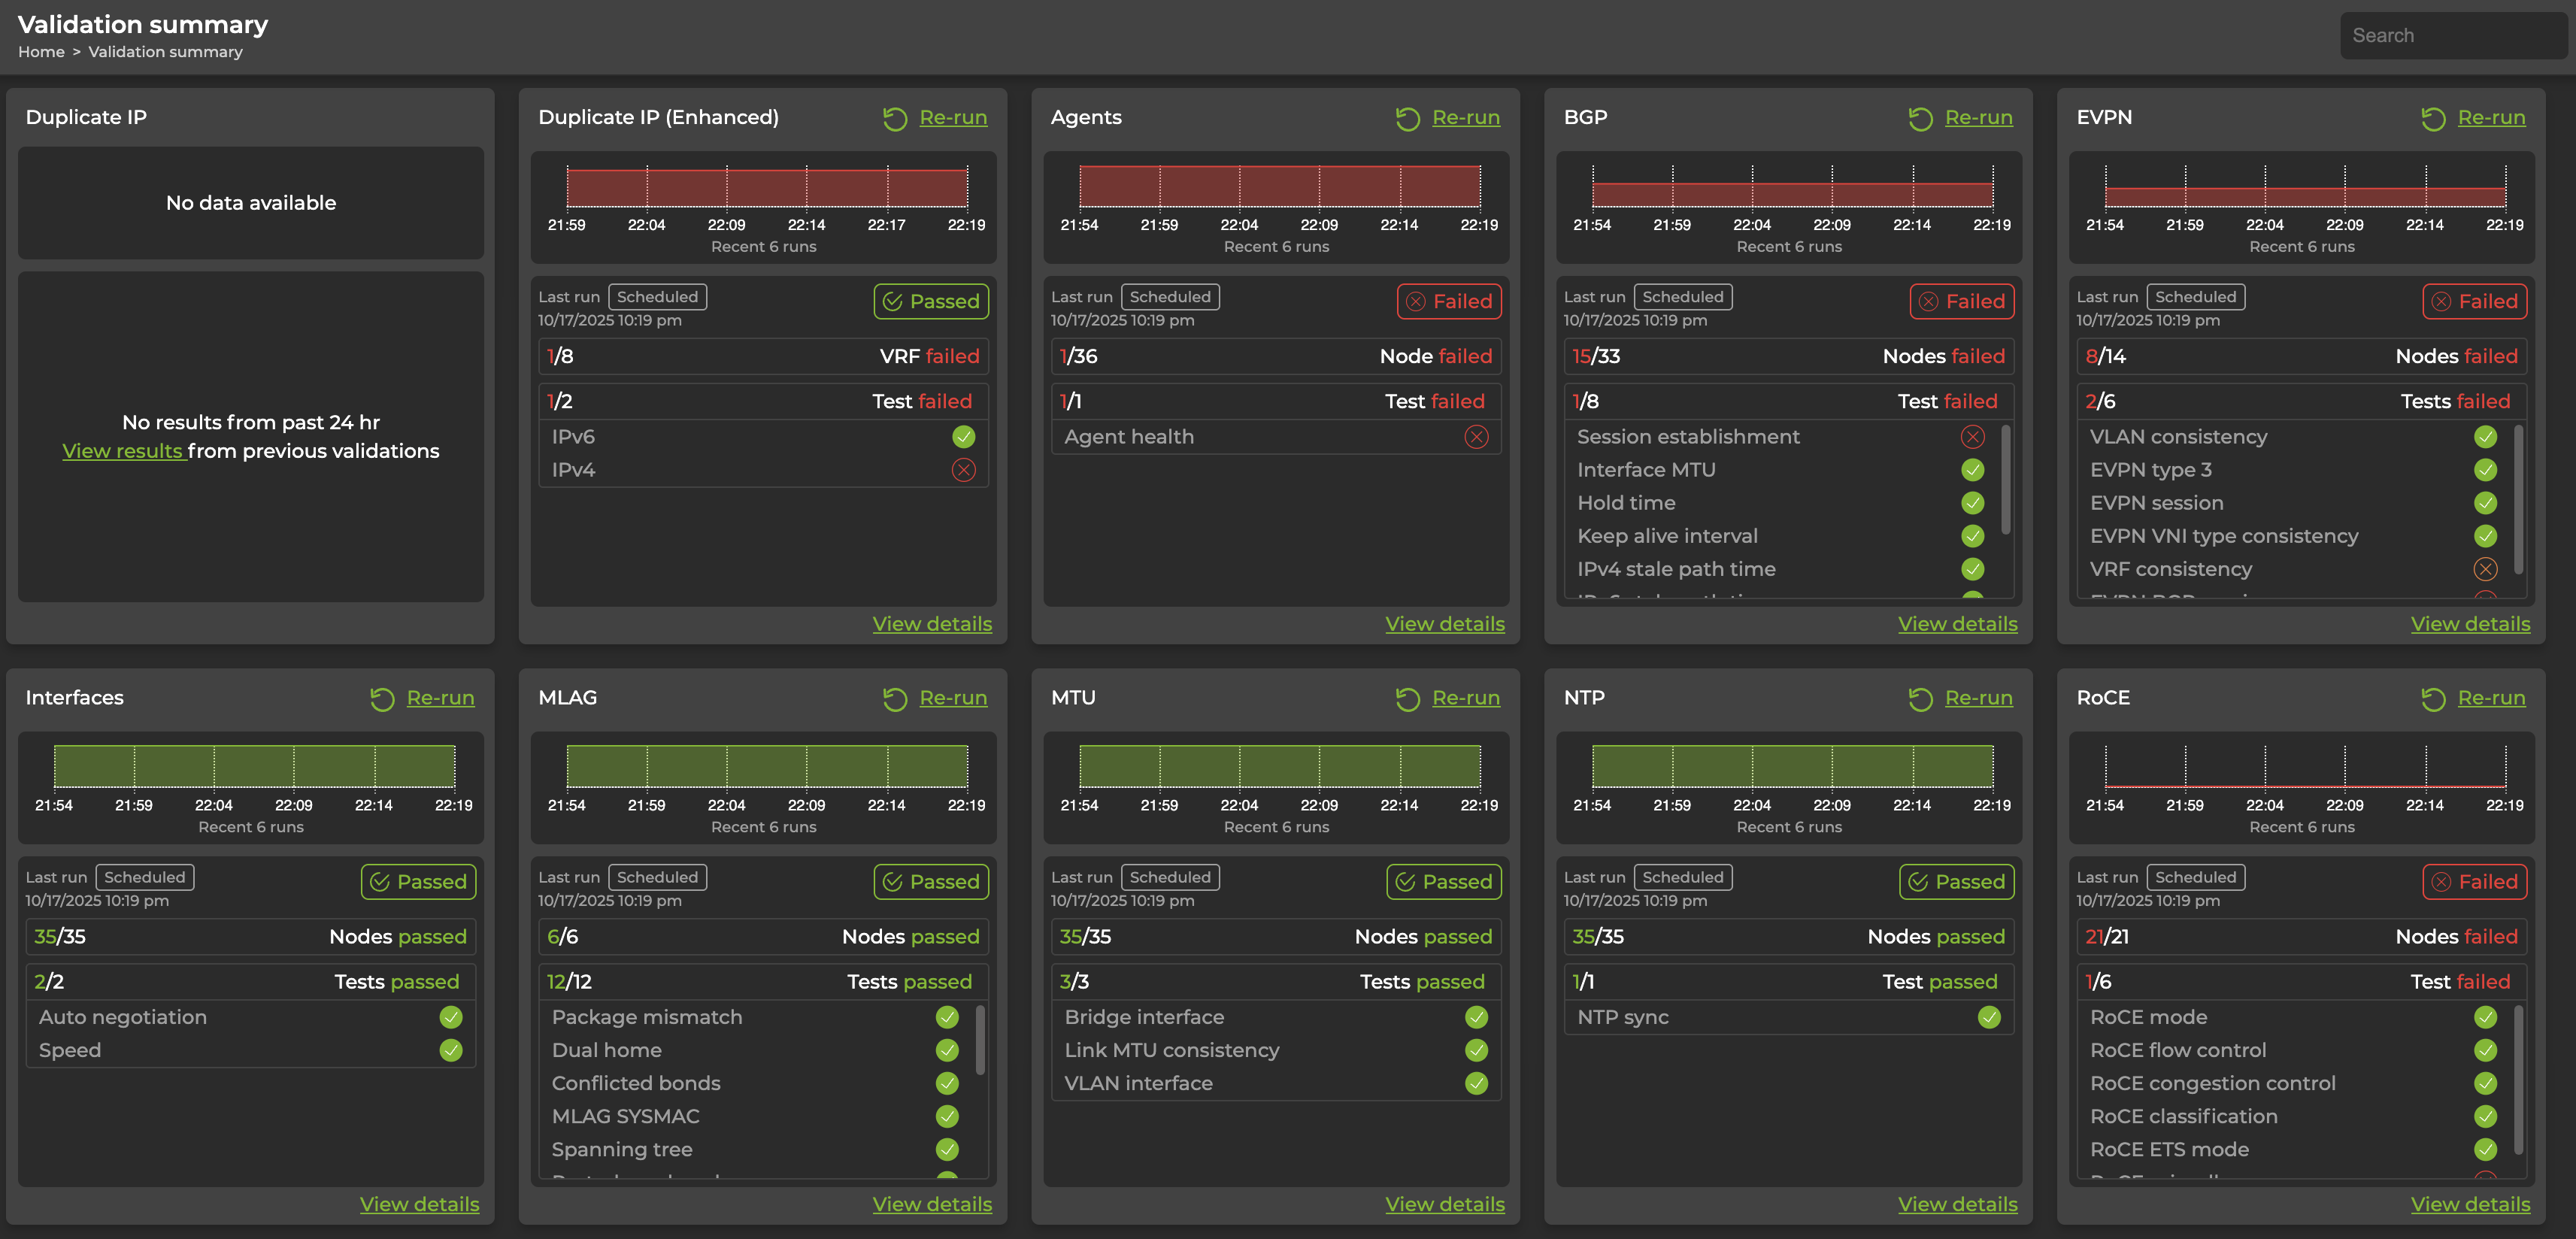 Validation summary
Home > Validation summary
Search
Duplicate IP
No data available
No results from past 24 hr
View results from previous validations
Duplicate IP (Enhanced)
Re-run
21:59 22:04 22:09 22:14 22:17 22:19
Recent 6 runs
Last run Scheduled
10/17/2025 10:19 pm
Passed
1/8 VRF failed
1/2 Test failed
IPv6
IPv4
View details
Agents
Re-run
21:54 21:59 22:04 22:09 22:14 22:19
Recent 6 runs
Last run Scheduled
10/17/2025 10:19 pm
Failed
1/36 Node failed
1/1 Test failed
Agent health
View details
BGP
Re-run
21:54 21:59 22:04 22:09 22:14 22:19
Recent 6 runs
Last run Scheduled
10/17/2025 10:19 pm
Failed
15/33 Nodes failed
1/8 Test failed
Session establishment
Interface MTU
Hold time
Keep alive interval
IPv4 stale path time
View details
EVPN
Re-run
21:54 21:59 22:04 22:09 22:14 22:19
Recent 6 runs
Last run Scheduled
10/17/2025 10:19 pm
Failed
8/14 Nodes failed
2/6 Tests failed
VLAN consistency
EVPN type 3
EVPN session
EVPN VNI type consistency
VRF consistency
View details
Interfaces
Re-run
21:54 21:59 22:04 22:09 22:14 22:19
Recent 6 runs
Last run Scheduled
10/17/2025 10:19 pm
Passed
35/35 Nodes passed
2/2 Tests passed
Auto negotiation
Speed
View details
MLAG
Re-run
21:54 21:59 22:04 22:09 22:14 22:19
Recent 6 runs
Last run Scheduled
10/17/2025 10:19 pm
Passed
6/6 Nodes passed
12/12 Tests passed
Package mismatch
Dual home
Conflicted bonds
MLAG SYSMAC
Spanning tree
View details
MTU
Re-run
21:54 21:59 22:04 22:09 22:14 22:19
Recent 6 runs
Last run Scheduled
10/17/2025 10:19 pm
Passed
35/35 Nodes passed
3/3 Tests passed
Bridge interface
Link MTU consistency
VLAN interface
View details
NTP
Re-run
21:54 21:59 22:04 22:09 22:14 22:19
Recent 6 runs
Last run Scheduled
10/17/2025 10:19 pm
Passed
35/35 Nodes passed
1/1 Test passed
NTP sync
View details
RoCE
Re-run
21:54 21:59 22:04 22:09 22:14 22:19
Recent 6 runs
Last run Scheduled
10/17/2025 10:19 pm
Failed
21/21 Nodes failed
1/6 Test failed
RoCE mode
RoCE flow control
RoCE congestion control
RoCE classification
RoCE ETS mode
View details